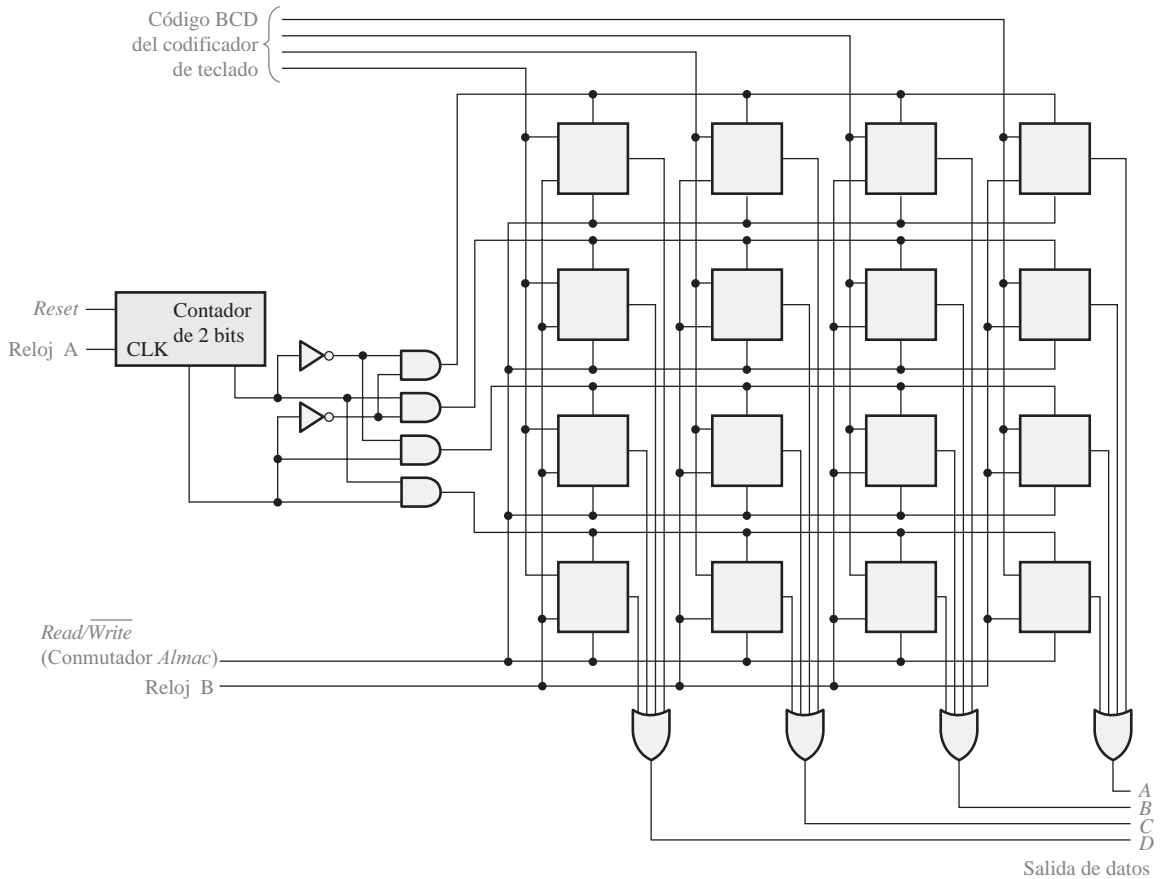 Código BCD
del codificador
de teclado
Reset
Reloj A
CLK
Contador
de 2 bits
Read/Write
(Conmutador Almac)
Reloj B
A
B
C
D
Salida de datos